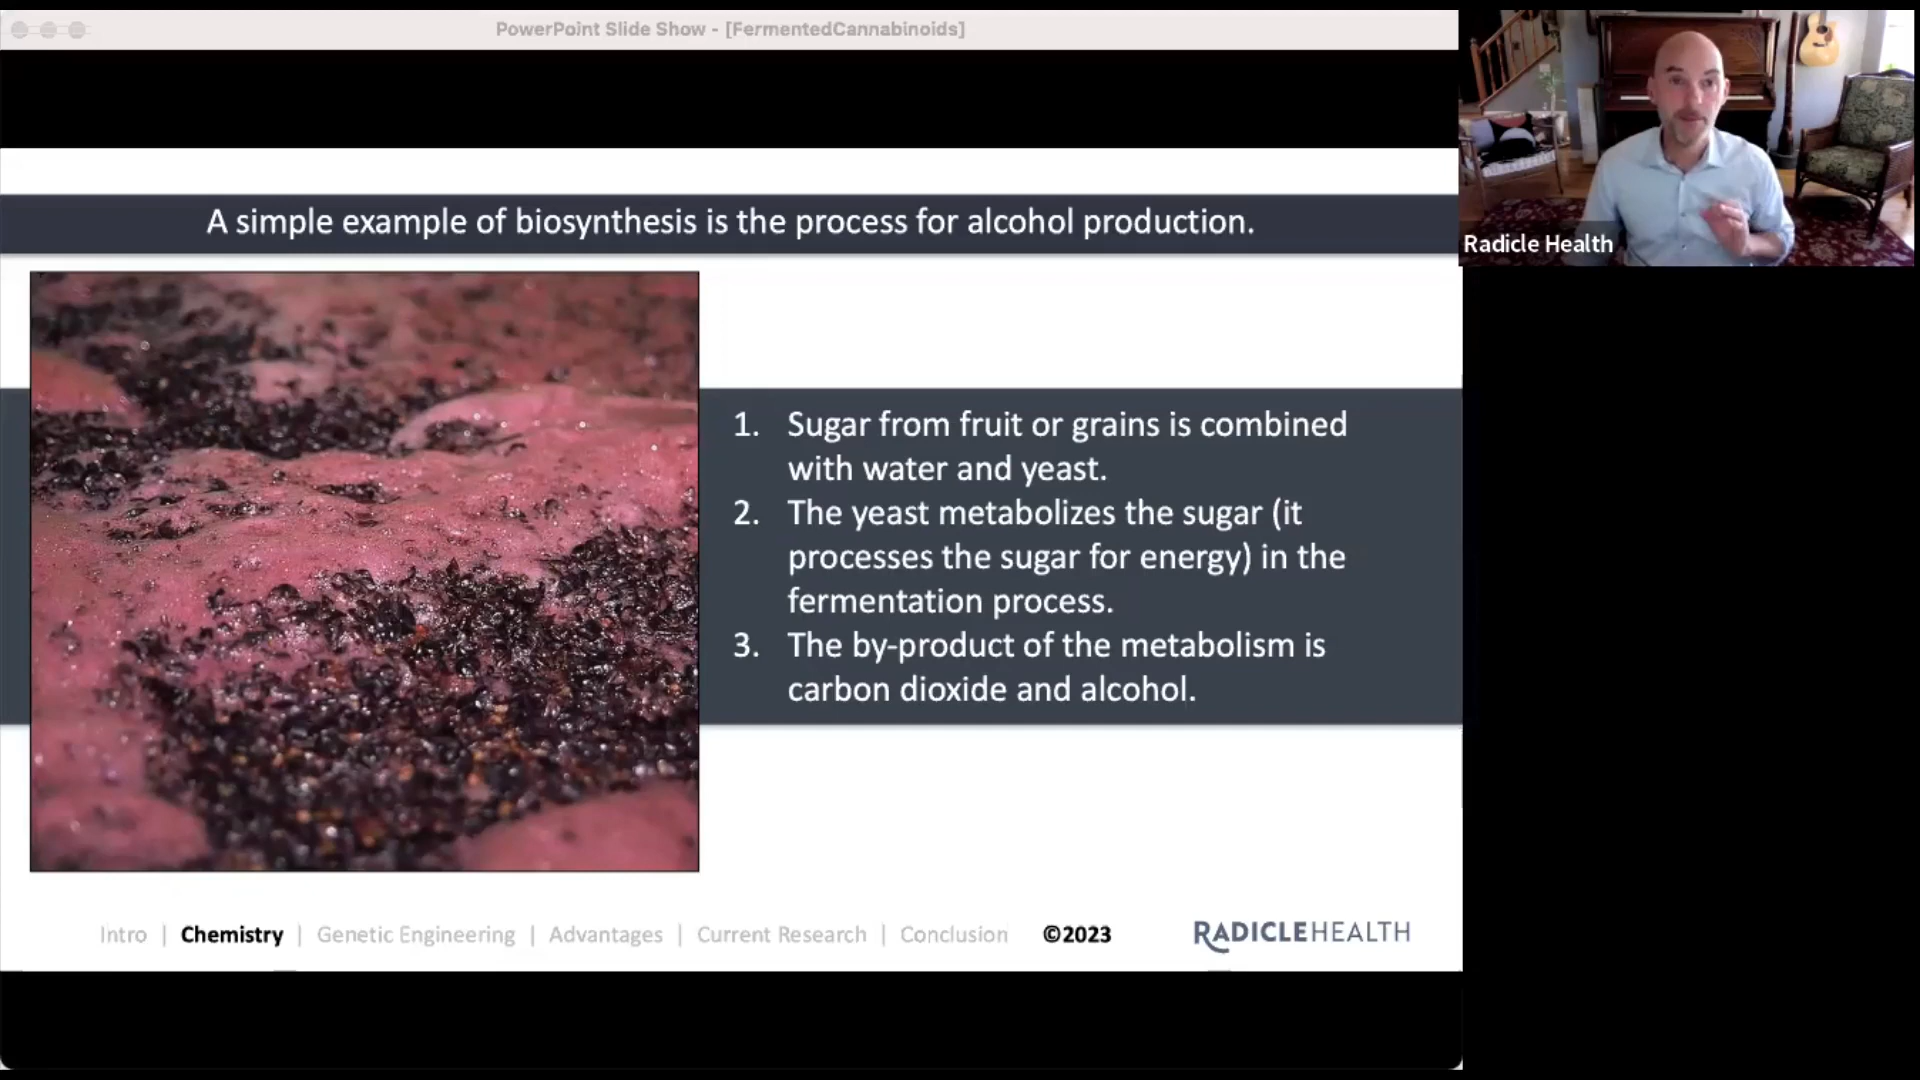 PowerPoint Slide Show - [FermentedCannabinoids]
Radicle Health
A simple example of biosynthesis is the process for alcohol production.
1. Sugar from fruit or grains is combined
with water and yeast.
2. The yeast metabolizes the sugar (it
processes the sugar for energy) in the
fermentation process.
3. The by-product of the metabolism is
carbon dioxide and alcohol.
Intro | Chemistry | Genetic Engineering | Advantages | Current Research | Conclusion ©2023 RADICLEHEALTH